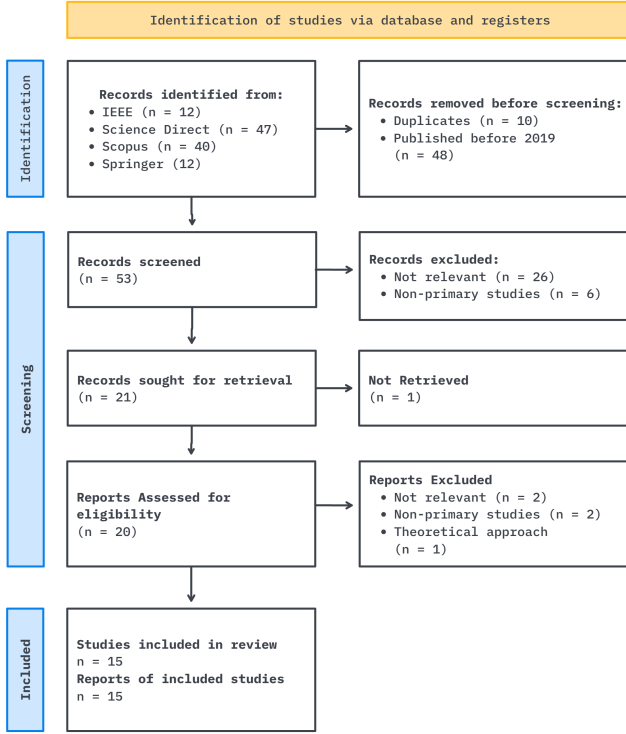 Identification of studies via database and registers
Identification
Records identified from:
• IEEE (n = 12)
• Science Direct (n = 47)
• Scopus (n = 40)
• Springer (12)
Records removed before screening:
• Duplicates (n = 10)
• Published before 2019
(n = 48)
Screening
Records screened
(n = 53)
Records excluded:
• Not relevant (n = 26)
• Non-primary studies (n = 6)
Records sought for retrieval
(n = 21)
Not Retrieved
(n = 1)
Reports Assessed for
eligibility
(n = 20)
Reports Excluded
• Not relevant (n = 2)
• Non-primary studies (n = 2)
• Theoretical approach
(n = 1)
Included
Studies included in review
n = 15
Reports of included studies
n = 15